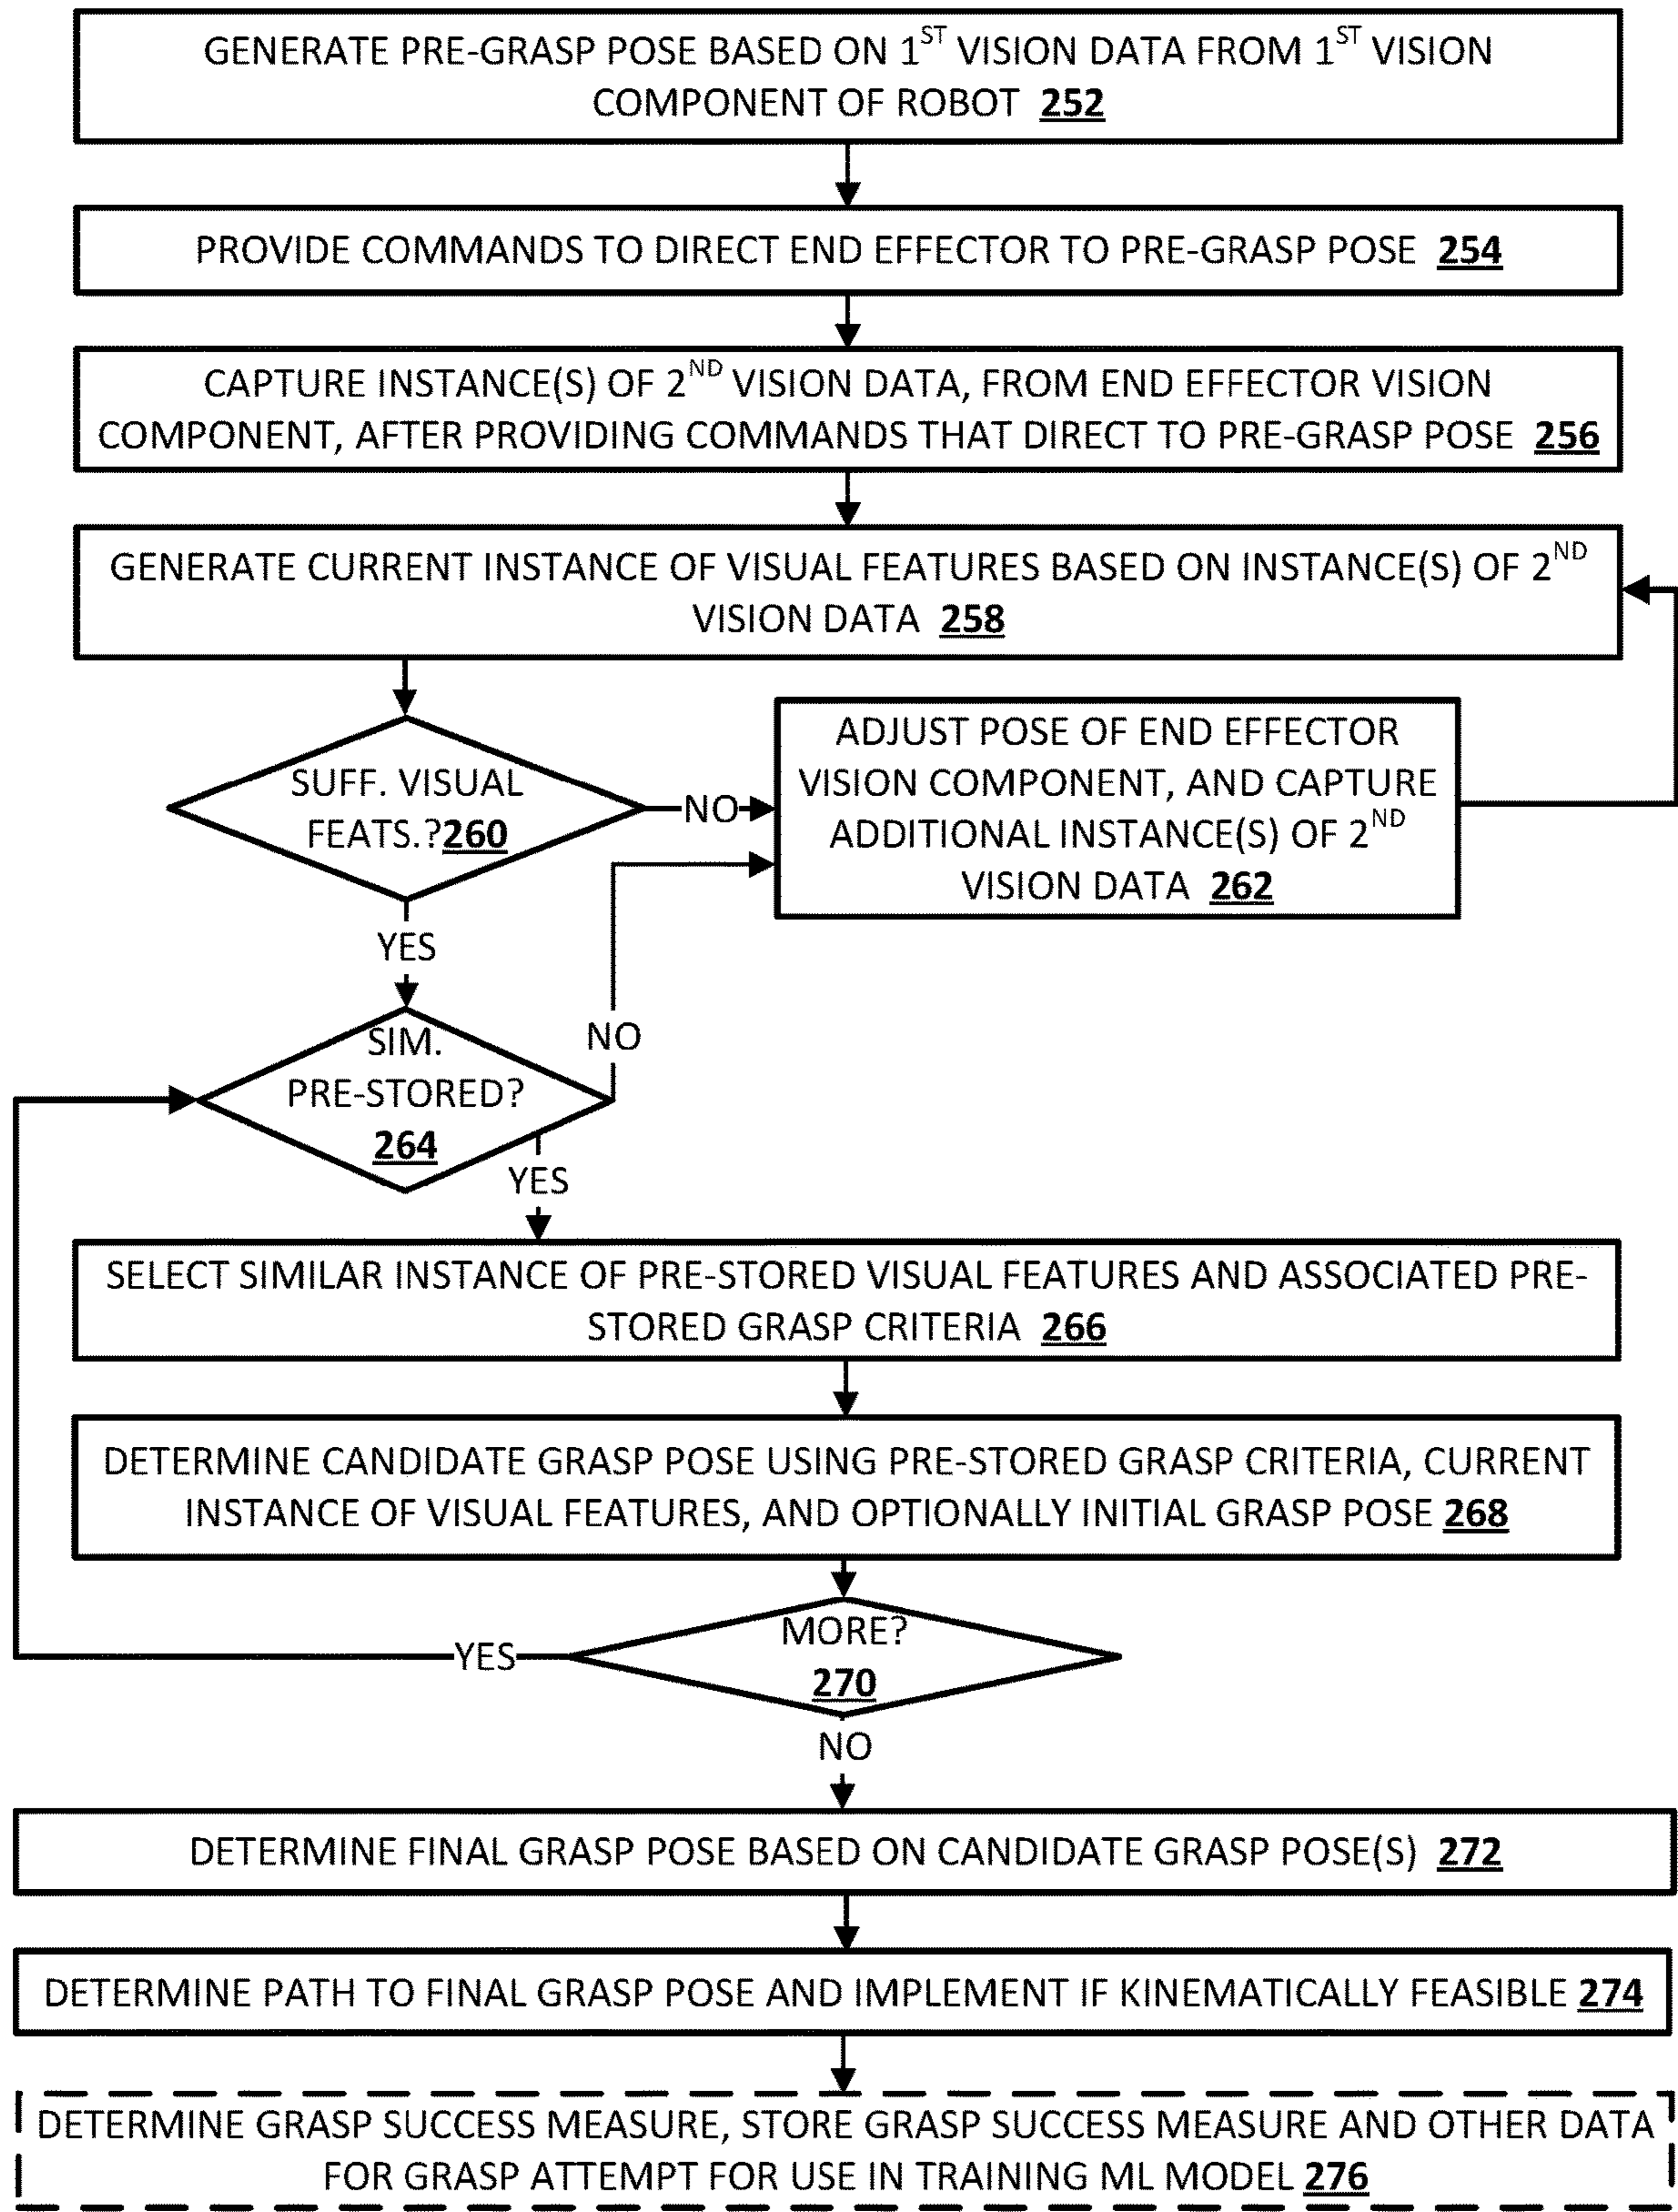 GENERATE PRE-GRASP POSE BASED ON 1ST VISION DATA FROM 1ST VISION
COMPONENT OF ROBOT 252
PROVIDE COMMANDS TO DIRECT END EFFECTOR TO PRE-GRASP POSE 254
CAPTURE INSTANCE(S) OF 2ND VISION DATA, FROM END EFFECTOR VISION
COMPONENT, AFTER PROVIDING COMMANDS THAT DIRECT TO PRE-GRASP POSE 256
GENERATE CURRENT INSTANCE OF VISUAL FEATURES BASED ON INSTANCE(S) OF 2ND
VISION DATA 258
SUFF. VISUAL
FEATS.?260
NO
ADJUST POSE OF END EFFECTOR
VISION COMPONENT, AND CAPTURE
ADDITIONAL INSTANCE(S) OF 2ND
VISION DATA 262
YES
SIM.
PRE-STORED?
264
NO
YES
SELECT SIMILAR INSTANCE OF PRE-STORED VISUAL FEATURES AND ASSOCIATED PRE-
STORED GRASP CRITERIA 266
DETERMINE CANDIDATE GRASP POSE USING PRE-STORED GRASP CRITERIA, CURRENT
INSTANCE OF VISUAL FEATURES, AND OPTIONALLY INITIAL GRASP POSE 268
MORE?
270
YES
NO
DETERMINE FINAL GRASP POSE BASED ON CANDIDATE GRASP POSE(S) 272
DETERMINE PATH TO FINAL GRASP POSE AND IMPLEMENT IF KINEMATICALLY FEASIBLE 274
DETERMINE GRASP SUCCESS MEASURE, STORE GRASP SUCCESS MEASURE AND OTHER DATA
FOR GRASP ATTEMPT FOR USE IN TRAINING ML MODEL 276